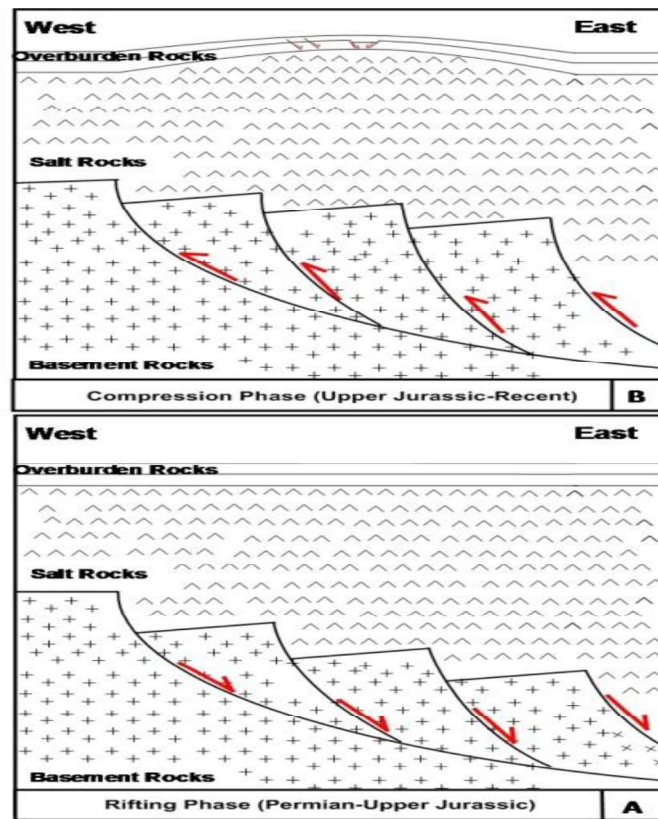 West East
Overburden Rocks
Salt Rocks
Basement Rocks
Compression Phase (Upper Jurassic-Recent) B
West East
Overburden Rocks
Salt Rocks
Basement Rocks
Rifting Phase (Permian-Upper Jurassic) A